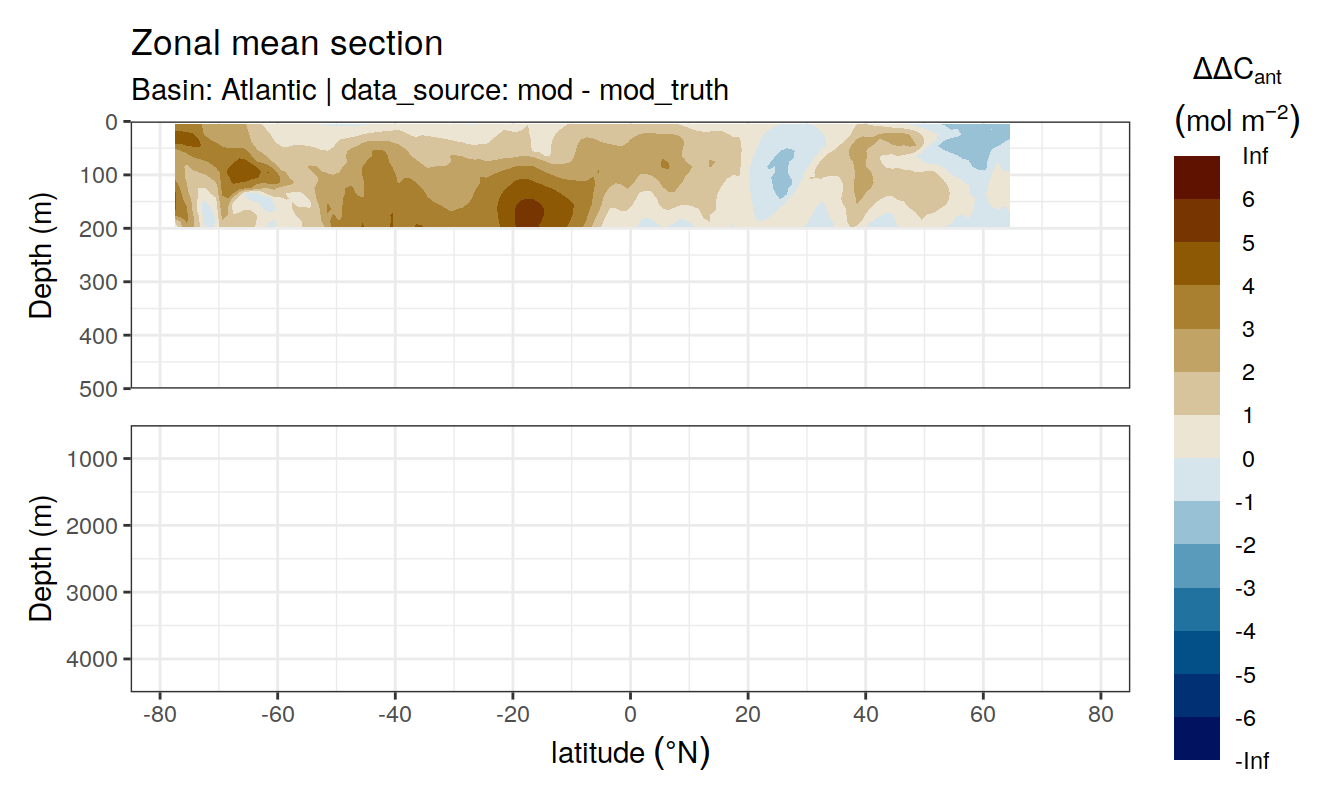 Zonal mean section
Basin: Atlantic | data_source: mod - mod_truth
ΔΔCant
(mol m−2)
Inf
6
5
4
3
2
1
0
-1
-2
-3
-4
-5
-6
-Inf
Depth (m)
0
100
200
300
400
500
Depth (m)
1000
2000
3000
4000
-80 -60 -40 -20 0 20 40 60 80
latitude (°N)